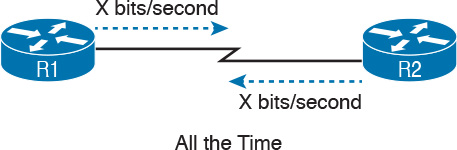 X bits/second
R1
R2
X bits/second
All the Time